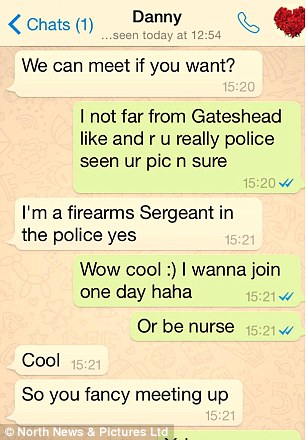 Chats (1)
Danny
...seen today at 12:54
We can meet if you want?
15:20
I not far from Gateshead
like and r u really police
seen ur pic n sure
15:20
I'm a firearms Sergeant in
the police yes
15:21
Wow cool :) I wanna join
one day haha
15:21
Or be nurse
15:21
Cool
15:21
So you fancy meeting up
15:21
© North News & Pictures Ltd